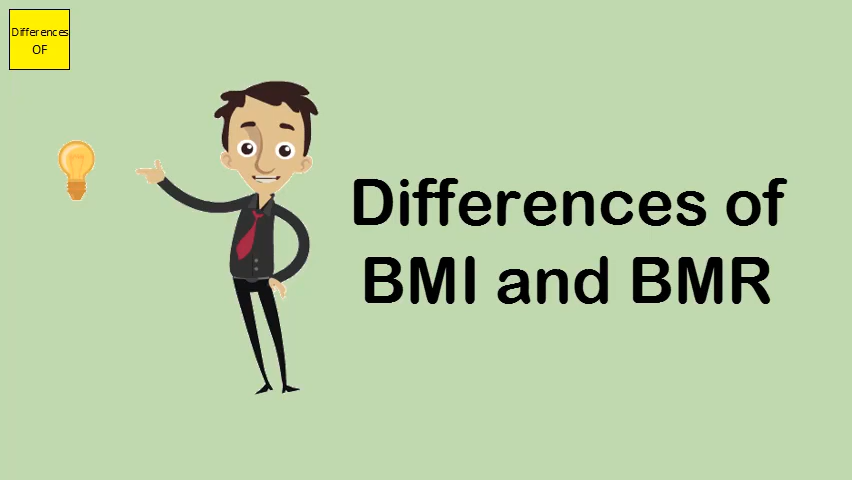 Differences
OF
Differences of
BMI and BMR